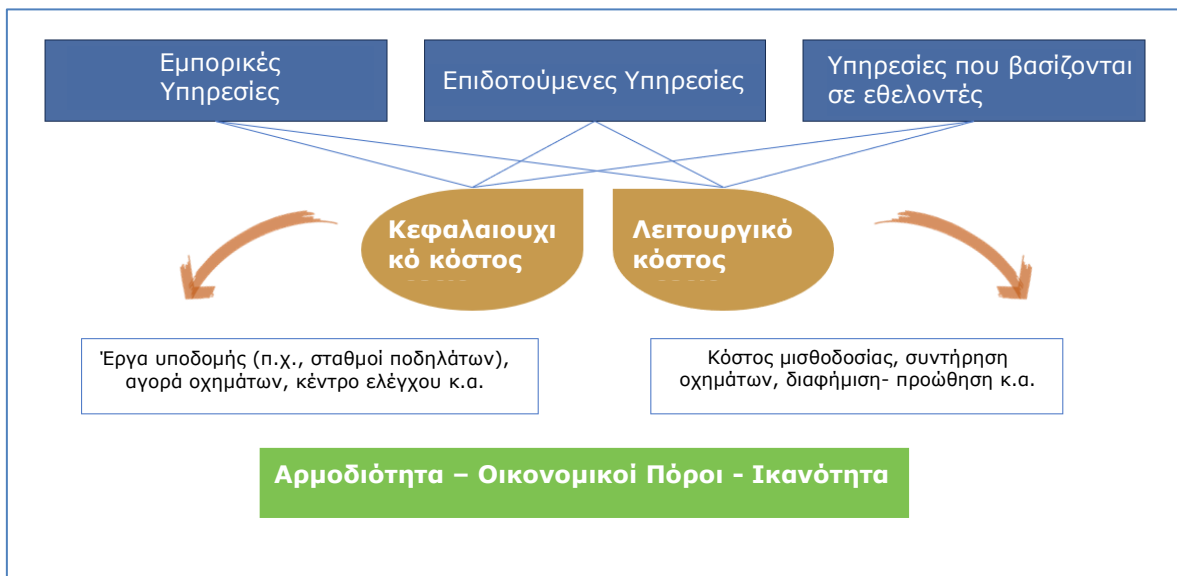 Εμπορικές
Υπηρεσίες
Επιδοτούμενες Υπηρεσίες
Υπηρεσίες που βασίζονται
σε εθελοντές
Κεφαλαιουχι
κό κόστος
Λειτουργικό
κόστος
Έργα υποδομής (π.χ., σταθμοί ποδηλάτων),
αγορά οχημάτων, κέντρο ελέγχου κ.α.
Κόστος μισθοδοσίας, συντήρηση
οχημάτων, διαφήμιση- προώθηση κ.α.
Αρμοδιότητα – Οικονομικοί Πόροι - Ικανότητα